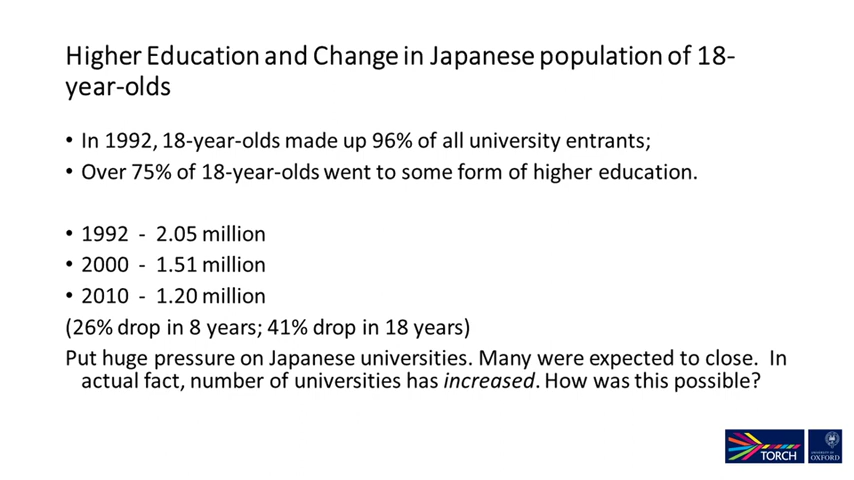 Higher Education and Change in Japanese population of 18-
year-olds
• In 1992, 18-year-olds made up 96% of all university entrants;
• Over 75% of 18-year-olds went to some form of higher education.
• 1992 - 2.05 million
• 2000 - 1.51 million
• 2010 - 1.20 million
(26% drop in 8 years; 41% drop in 18 years)
Put huge pressure on Japanese universities. Many were expected to close. In
actual fact, number of universities has increased. How was this possible?
TORCH
UNIVERSITY OF
OXFORD